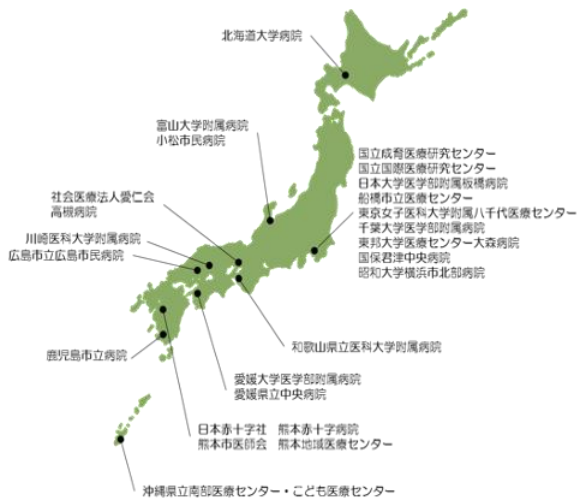 北海道大学病院
富山大学附属病院
小松市民病院
国立成育医療研究センター
国立国際医療研究センター
日本大学医学部附属板橋病院
船橋市立医療センター
東京女子医科大学附属八千代医療センター
千葉大学医学部附属病院
東邦大学医療センター大森病院
国保君津中央病院
昭和大学横浜市北部病院
社会医療法人愛仁会
高槻病院
川崎医科大学附属病院
広島市立広島市民病院
和歌山県立医科大学附属病院
鹿児島市立病院
愛媛大学医学部附属病院
愛媛県立中央病院
日本赤十字社　熊本赤十字病院
熊本市医師会　熊本地域医療センター
沖縄県立南部医療センター・こども医療センター